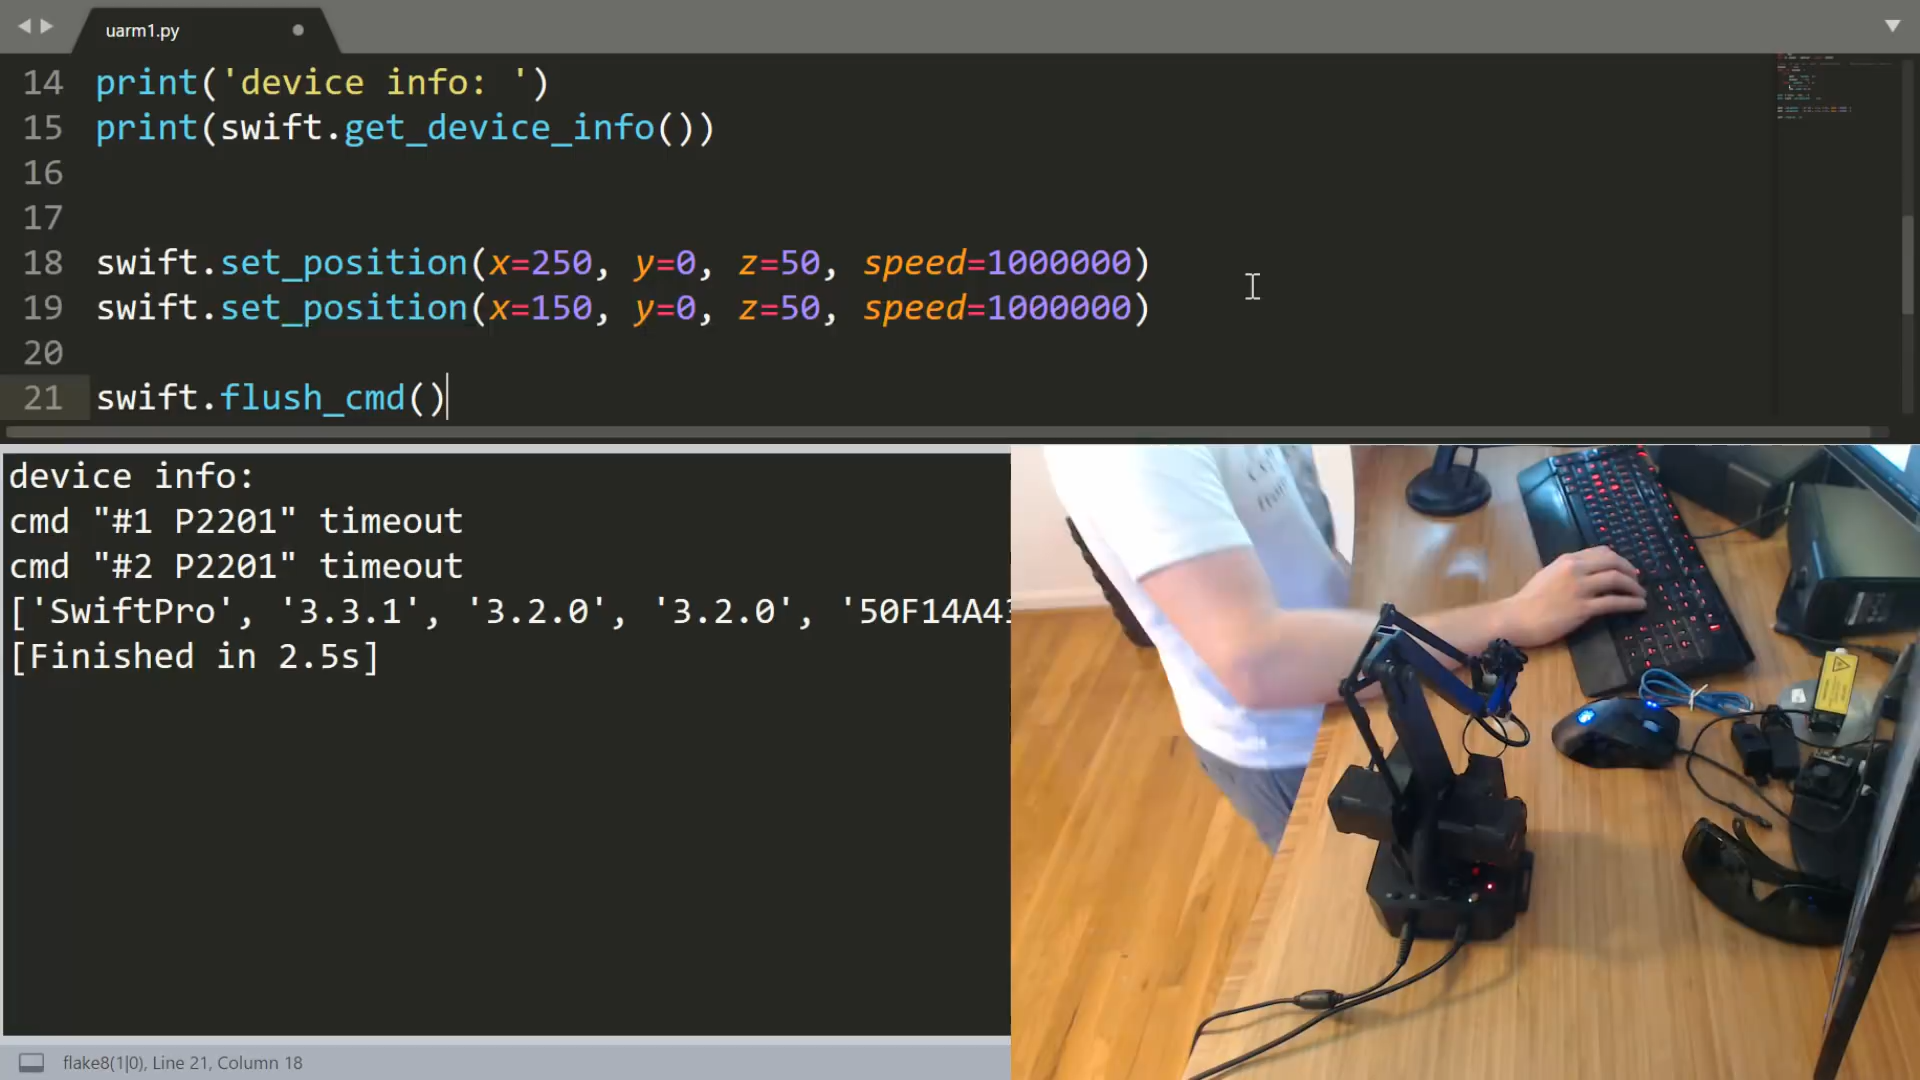 uarm1.py
14 print('device info: ')
15 print(swift.get_device_info())
16
17
18 swift.set_position(x=250, y=0, z=50, speed=1000000)
19 swift.set_position(x=150, y=0, z=50, speed=1000000)
20
21 swift.flush_cmd()
device info:
cmd "#1 P2201" timeout
cmd "#2 P2201" timeout
['SwiftPro', '3.3.1', '3.2.0', '3.2.0', '50F14A43
[Finished in 2.5s]
flake8(1|0), Line 21, Column 18